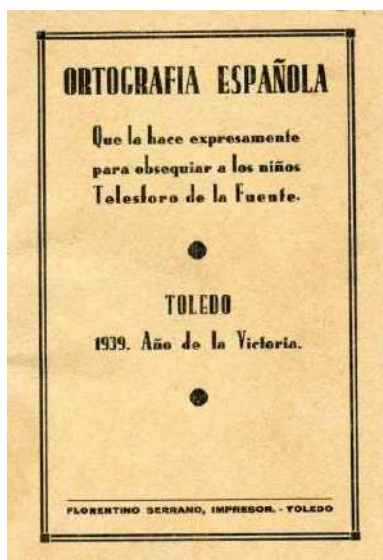 ORTOGRAFIA ESPAÑOLA
Que la hace expresamente
para obsequiar a los niños
Telesforo de la Fuente.
TOLEDO
1939. Año de la Victoria.
FLORENTINO SERRANO, IMPRESOR. - TOLEDO